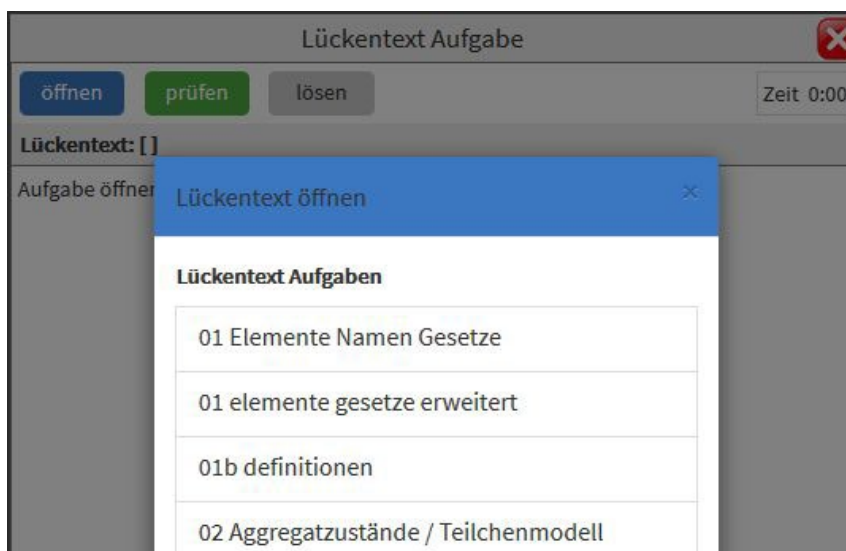 Lückentext Aufgabe
öffnen prüfen lösen Zeit 0:00
Lückentext: [ ]
Aufgabe öffnen
Lückentext öffnen ×
Lückentext Aufgaben
01 Elemente Namen Gesetze
01 elemente gesetze erweitert
01b definitionen
02 Aggregatzustände / Teilchenmodell